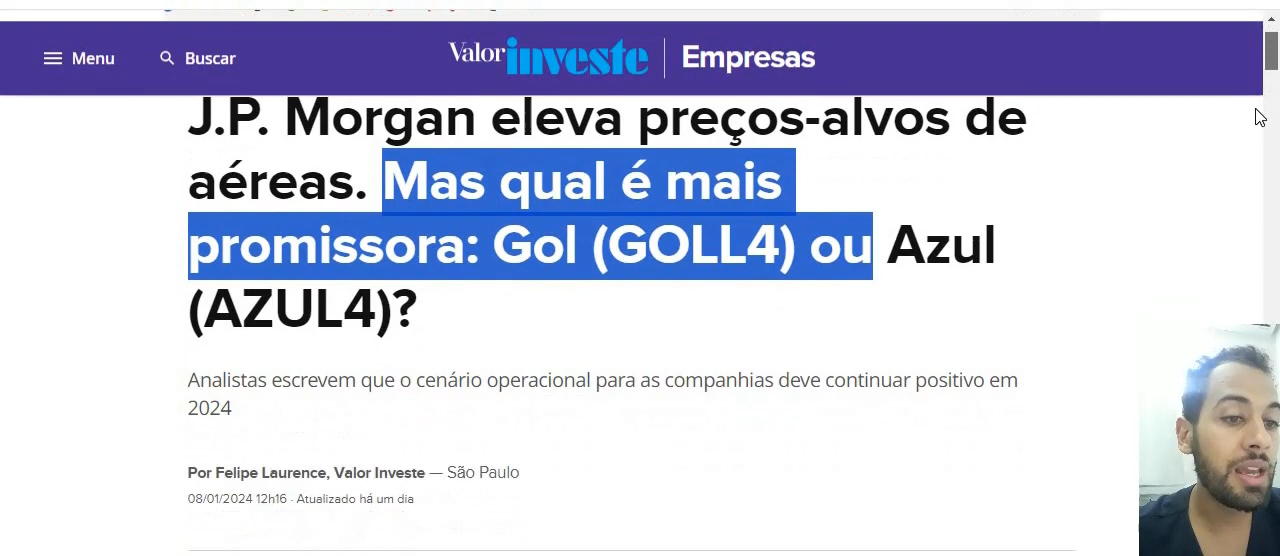 Menu
Buscar
Valor investe
Empresas
J.P. Morgan eleva preços-alvos de
aéreas. Mas qual é mais
promissora: Gol (GOLL4) ou Azul
(AZUL4)?
Analistas escrevem que o cenário operacional para as companhias deve continuar positivo em
2024
Por Felipe Laurence, Valor Investe — São Paulo
08/01/2024 12h16 · Atualizado há um dia